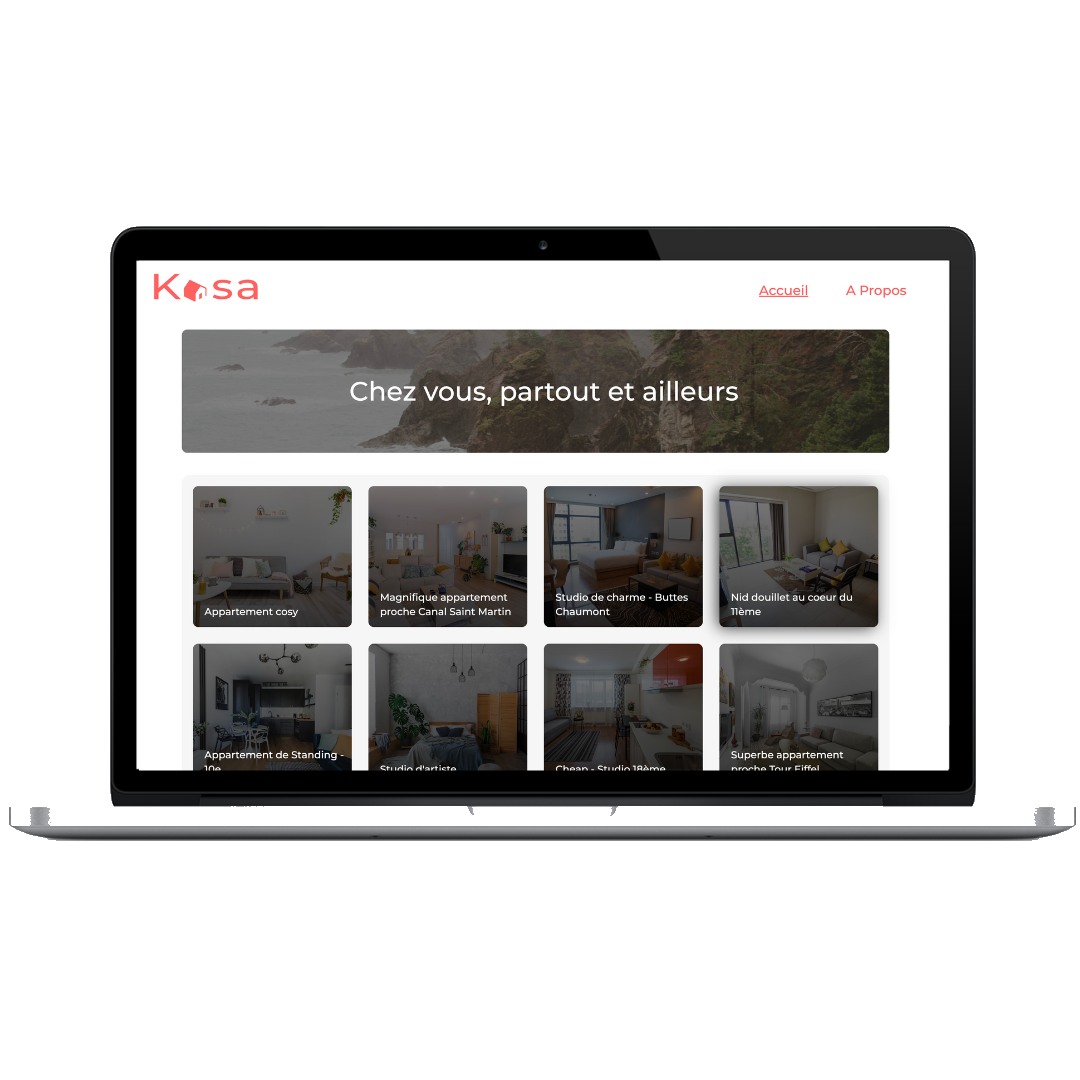 Kasa
Accueil
A Propos
Chez vous, partout et ailleurs
Appartement cosy
Magnifique appartement
proche Canal Saint Martin
Studio de charme - Buttes
Chaumont
Nid douillet au coeur du
11ème
Appartement de Standing -
10e
Studio d'artiste
Cheap - Studio 18ème
Superbe appartement
proche Tour Eiffel